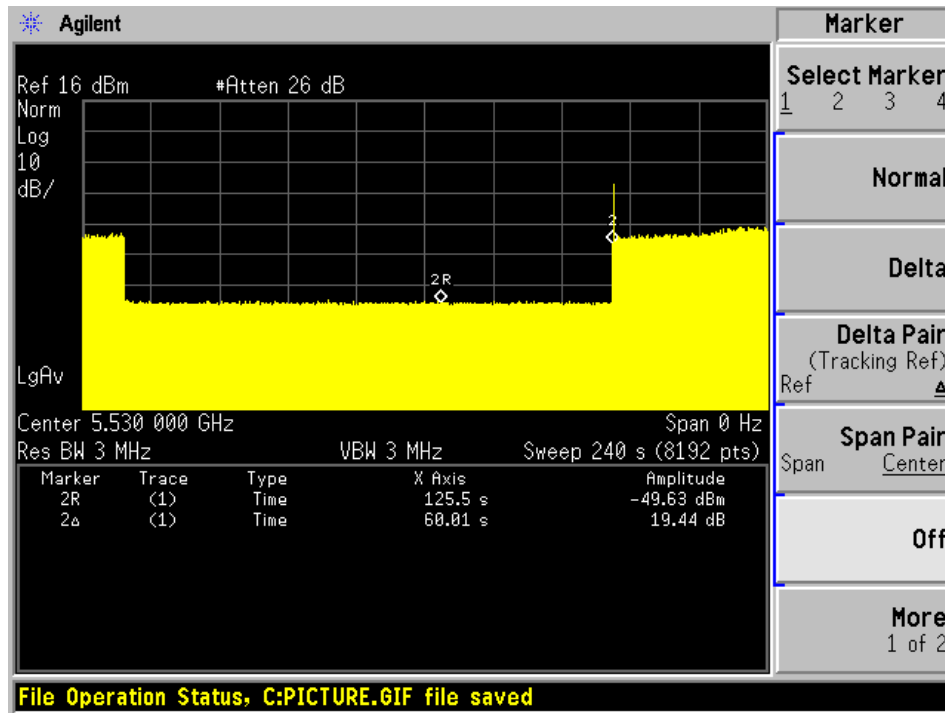 Agilent
Marker
Ref 16 dBm #Atten 26 dB
Norm
Log
10
dB/
LgAv
2
2R
Center 5.530 000 GHz Span 0 Hz
Res BW 3 MHz VBW 3 MHz Sweep 240 s (8192 pts)
Marker Trace Type X Axis Amplitude
2R (1) Time 125.5 s -49.63 dBm
2Δ (1) Time 60.01 s 19.44 dB
Select Marker
1 2 3 4
Normal
Delta
Delta Pair
(Tracking Ref)
Ref Δ
Span Pair
Span Center
Off
More
1 of 2
File Operation Status, C:PICTURE.GIF file saved